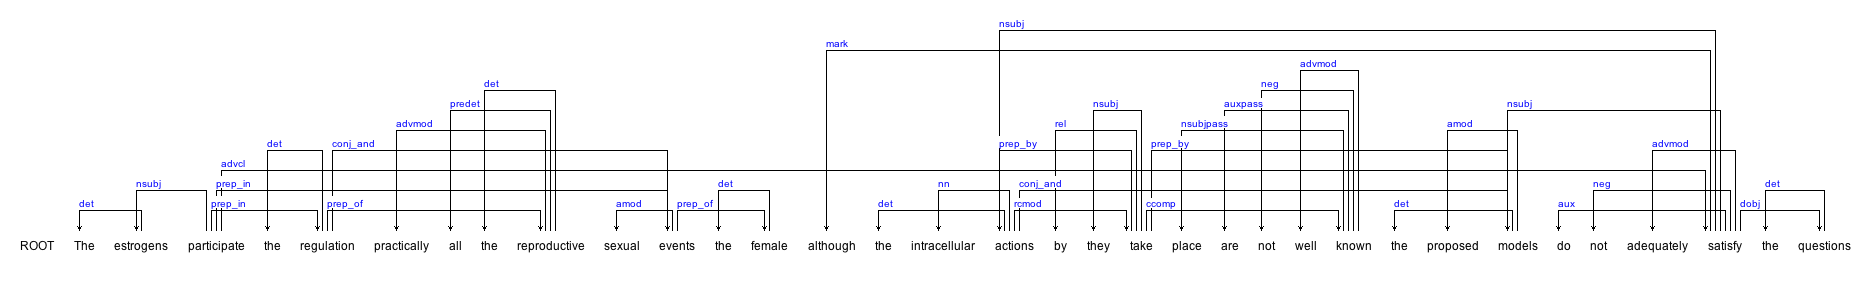 nsubj
mark
advmod
det neg
predet nsubj auxpass nsubj
advmod rel nsubjpass amod
det conj_and prep_by prep_by advmod
advcl
nsubj prep_in det nn conj_and neg det
det prep_in prep_of amod prep_of det rcmod ccomp det aux dobj
ROOT The estrogens participate the regulation practically all the reproductive sexual events the female although the intracellular actions by they take place are not well known the proposed models do not adequately satisfy the questions